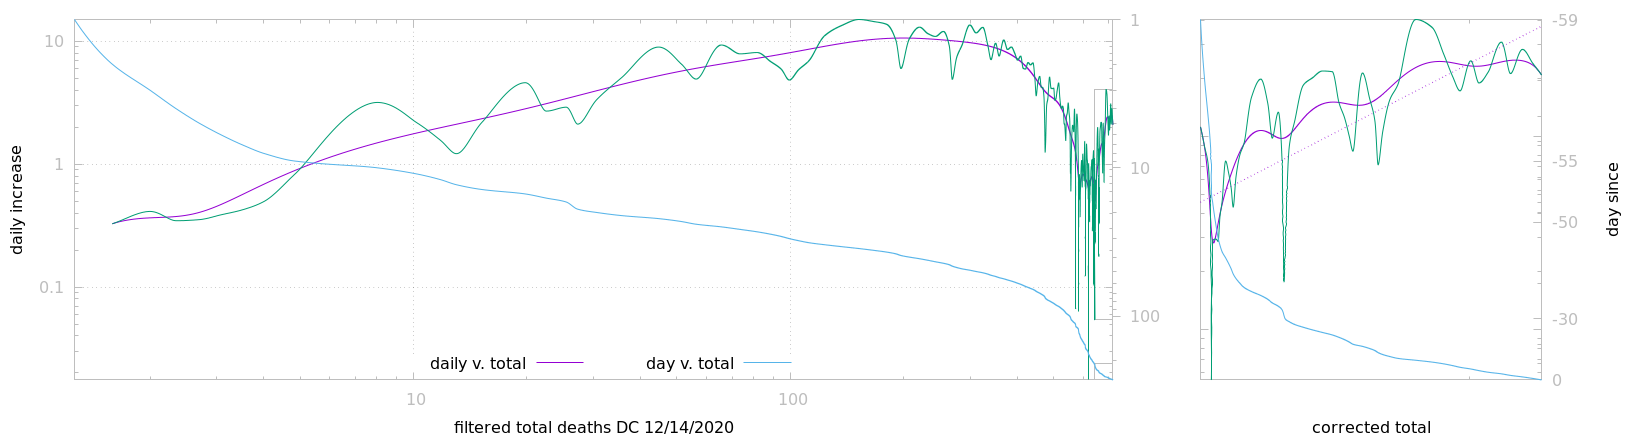 10
1
0.1
daily increase
daily v. total
day v. total
10
100
filtered total deaths DC 12/14/2020
1
10
100
-59
-55
-50
-30
0
day since
corrected total